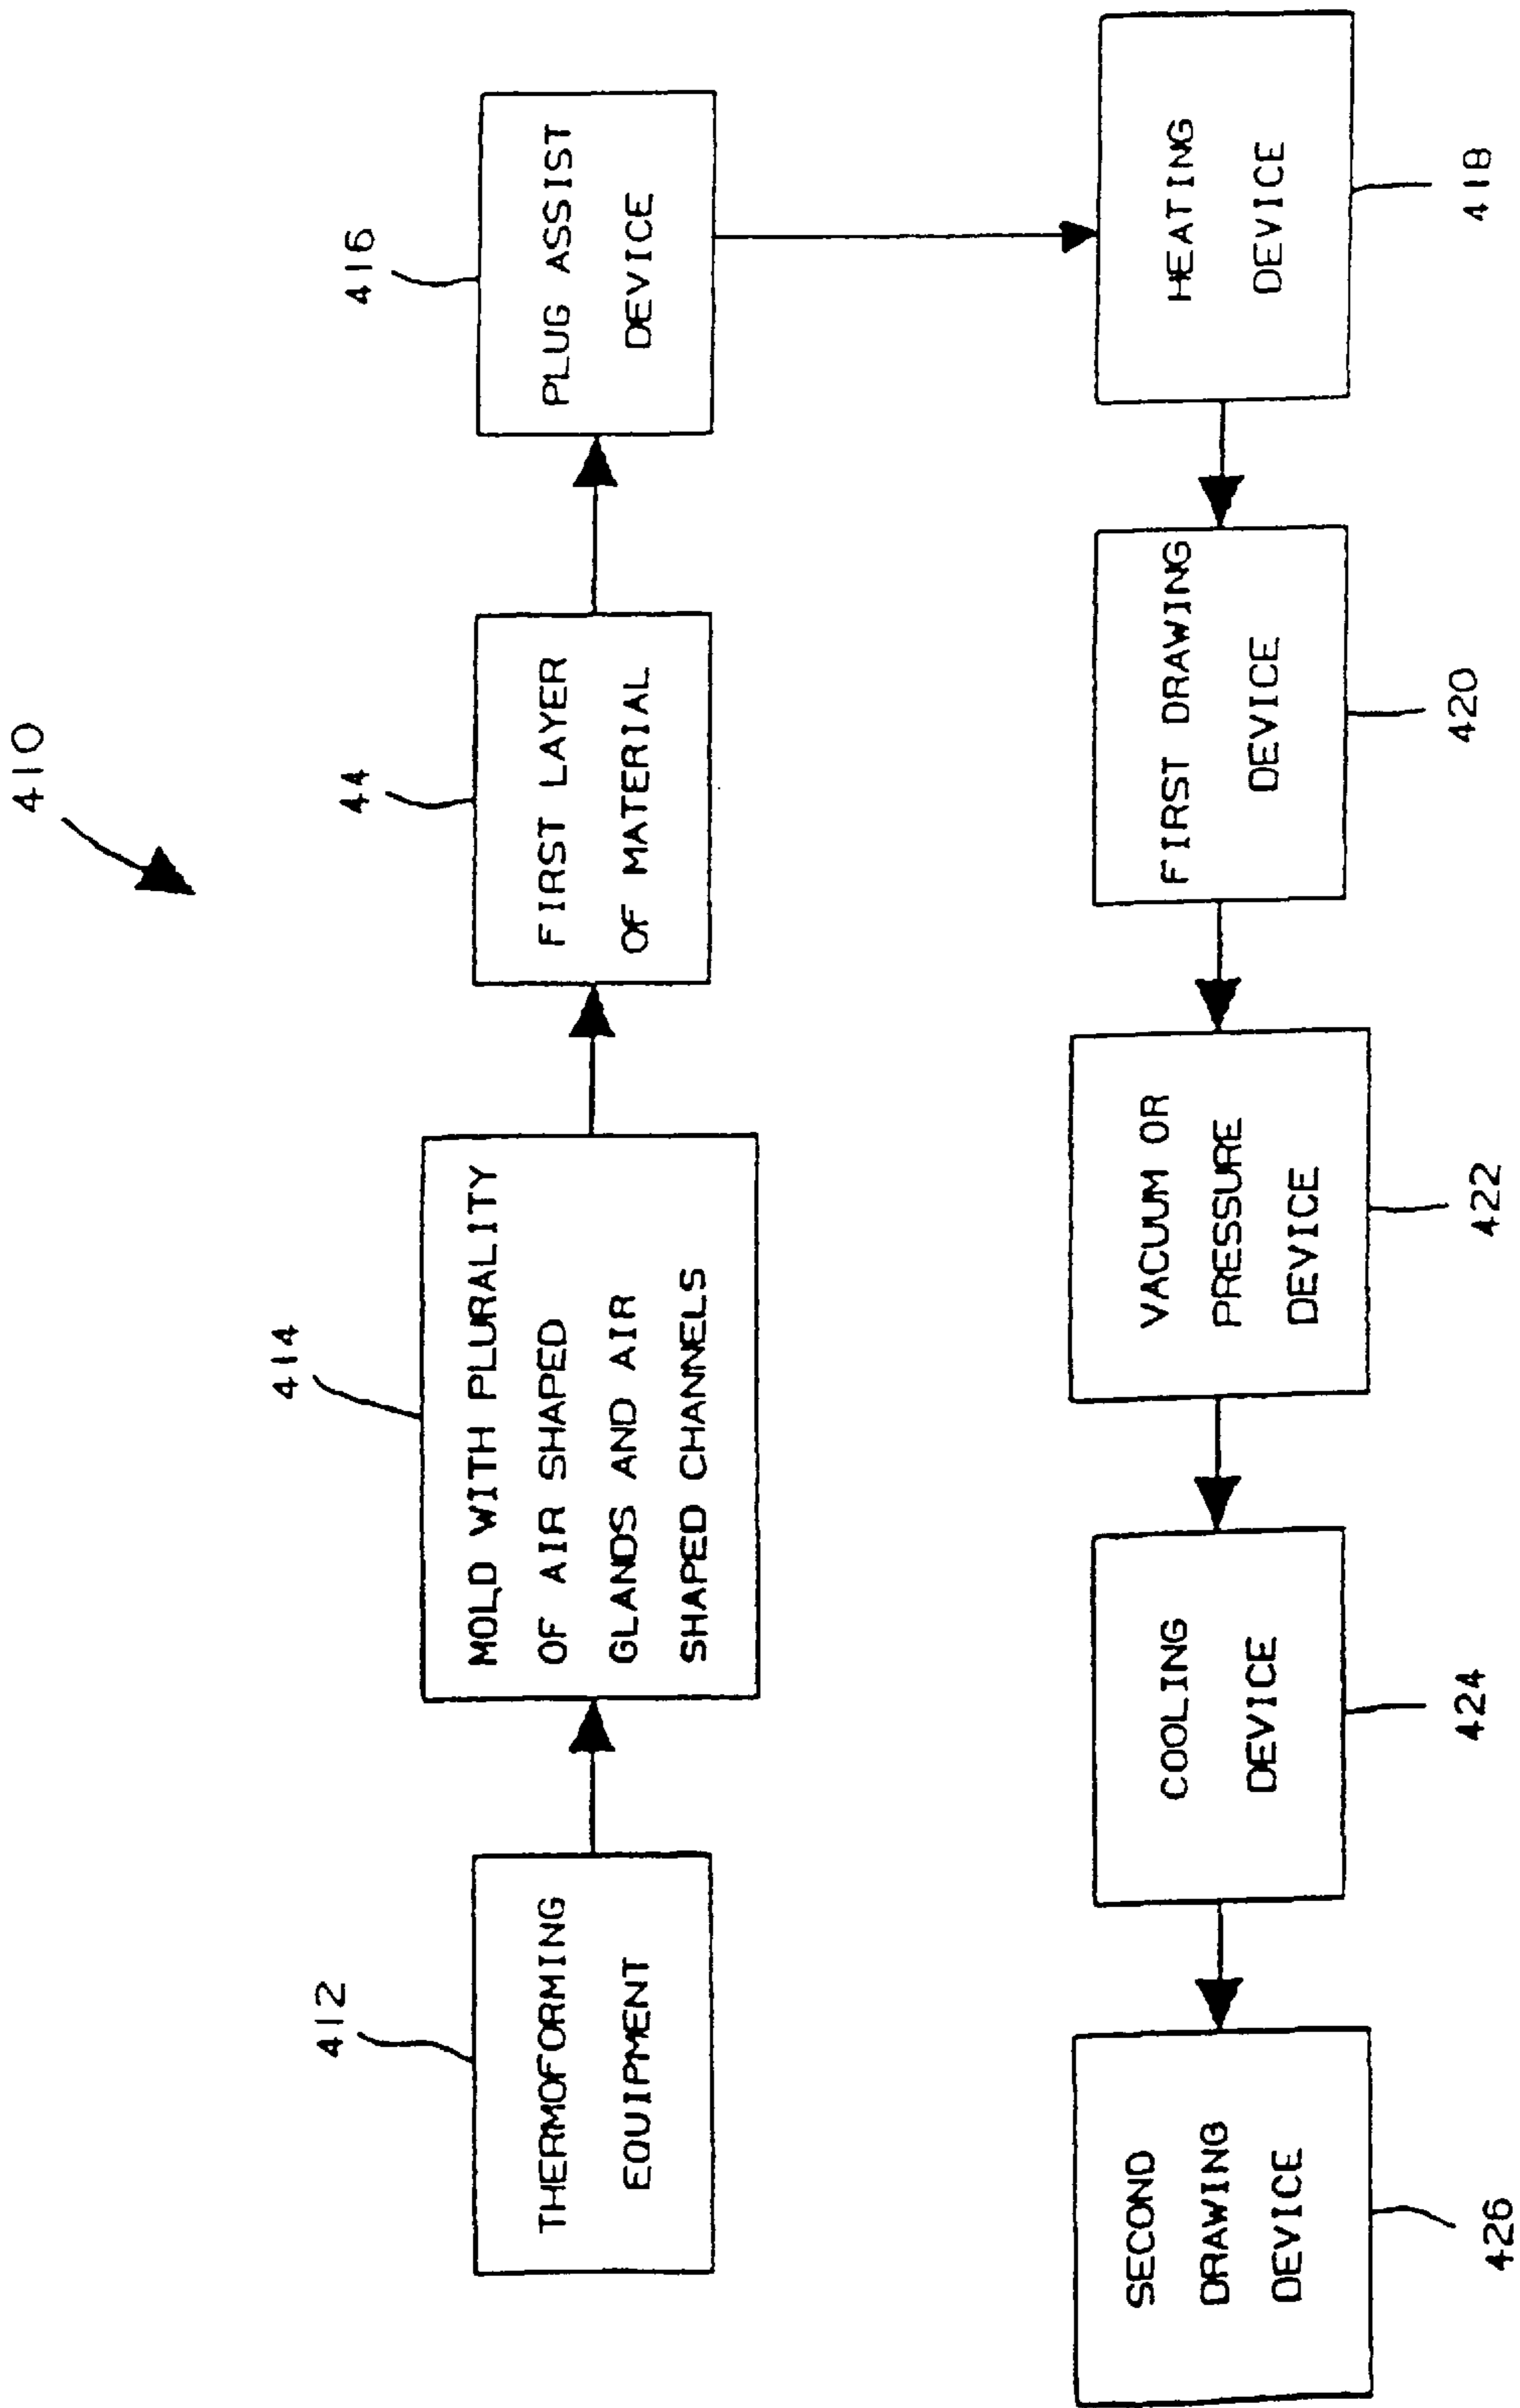 410
412
THERMOFORMING
EQUIPMENT
414
MOLD WITH PLURALITY
OF AIR SHAPED
GLANDS AND AIR
SHAPED CHANNELS
44
FIRST LAYER
OF MATERIAL
416
PLUG ASSIST
DEVICE
HEATING
DEVICE
418
FIRST DRAWING
DEVICE
420
VACUUM OR
PRESSURE
DEVICE
422
COOLING
DEVICE
424
SECOND
DRAWING
DEVICE
426